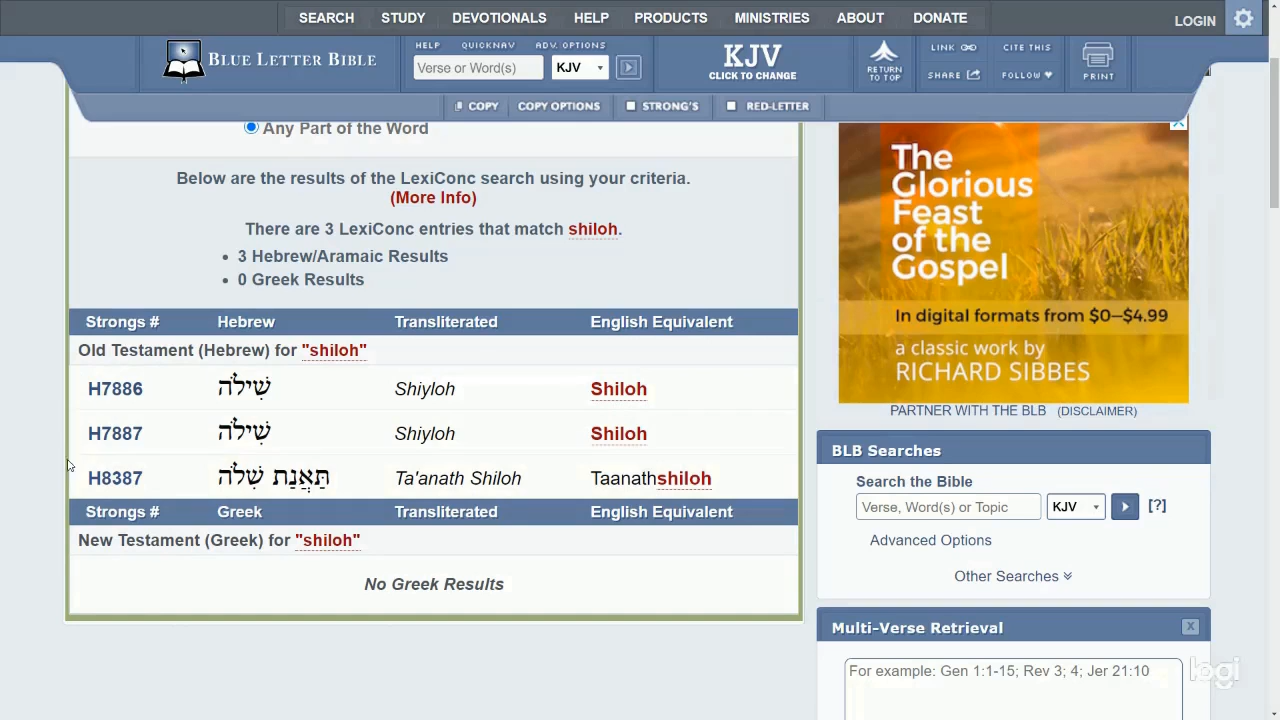 SEARCH STUDY DEVOTIONALS HELP PRODUCTS MINISTRIES ABOUT DONATE LOGIN
BLUE LETTER BIBLE
HELP QUICKNAV ADV. OPTIONS
Verse or Word(s) KJV
KJV
CLICK TO CHANGE
RETURN
TO TOP
LINK CITE THIS
SHARE FOLLOW
PRINT
COPY COPY OPTIONS STRONG'S RED-LETTER
Any Part of the Word
Below are the results of the LexiConc search using your criteria.
(More Info)
There are 3 LexiConc entries that match shiloh.
• 3 Hebrew/Aramaic Results
• 0 Greek Results
Strongs # Hebrew Transliterated English Equivalent
Old Testament (Hebrew) for "shiloh"
H7886 שִׁילֹה Shiyloh Shiloh
H7887 שִׁילֹה Shiyloh Shiloh
H8387 תַּאֲנַת שִׁלֹה Ta'anath Shiloh Taanathshiloh
Strongs # Greek Transliterated English Equivalent
New Testament (Greek) for "shiloh"
No Greek Results
The
Glorious
Feast
of the
Gospel
In digital formats from $0–$4.99
a classic work by
RICHARD SIBBES
PARTNER WITH THE BLB (DISCLAIMER)
BLB Searches
Search the Bible
Verse, Word(s) or Topic KJV [?]
Advanced Options
Other Searches
Multi-Verse Retrieval X
For example: Gen 1:1-15; Rev 3; 4; Jer 21:10
logi